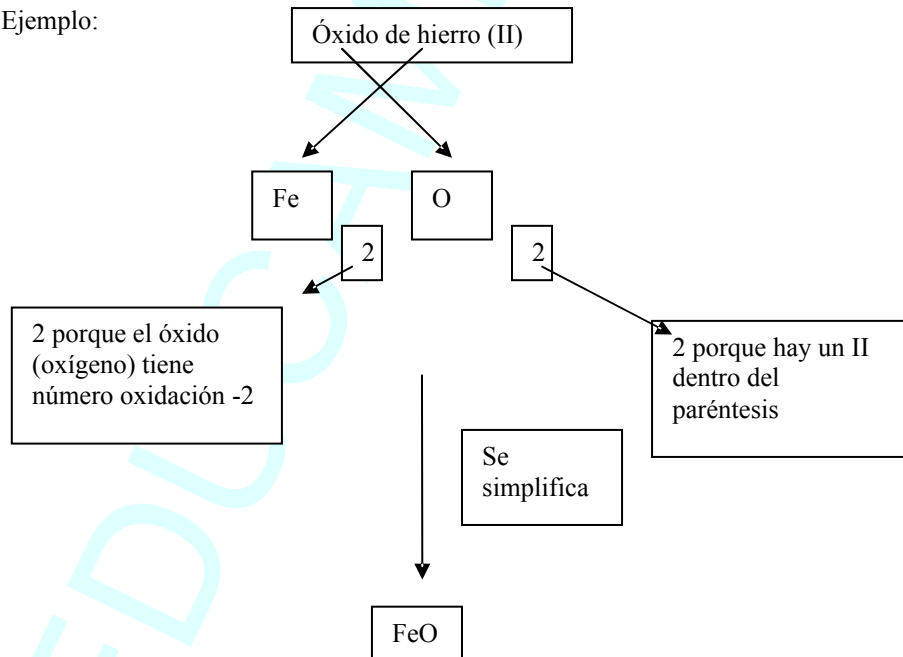 Ejemplo:
Óxido de hierro (II)
Fe
O
2
2
2 porque el óxido
(oxígeno) tiene
número oxidación -2
2 porque hay un II
dentro del
paréntesis
Se
simplifica
FeO